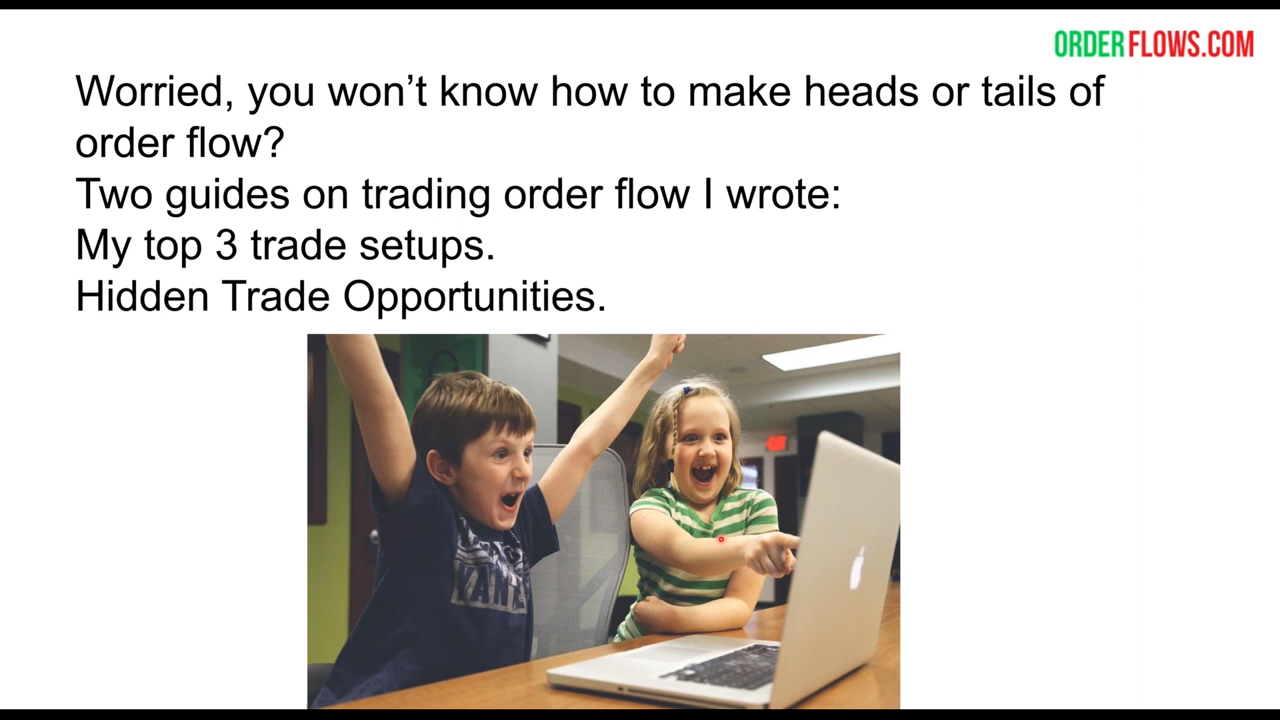 ORDERFLOWS.COM
Worried, you won’t know how to make heads or tails of
order flow?
Two guides on trading order flow I wrote:
My top 3 trade setups.
Hidden Trade Opportunities.